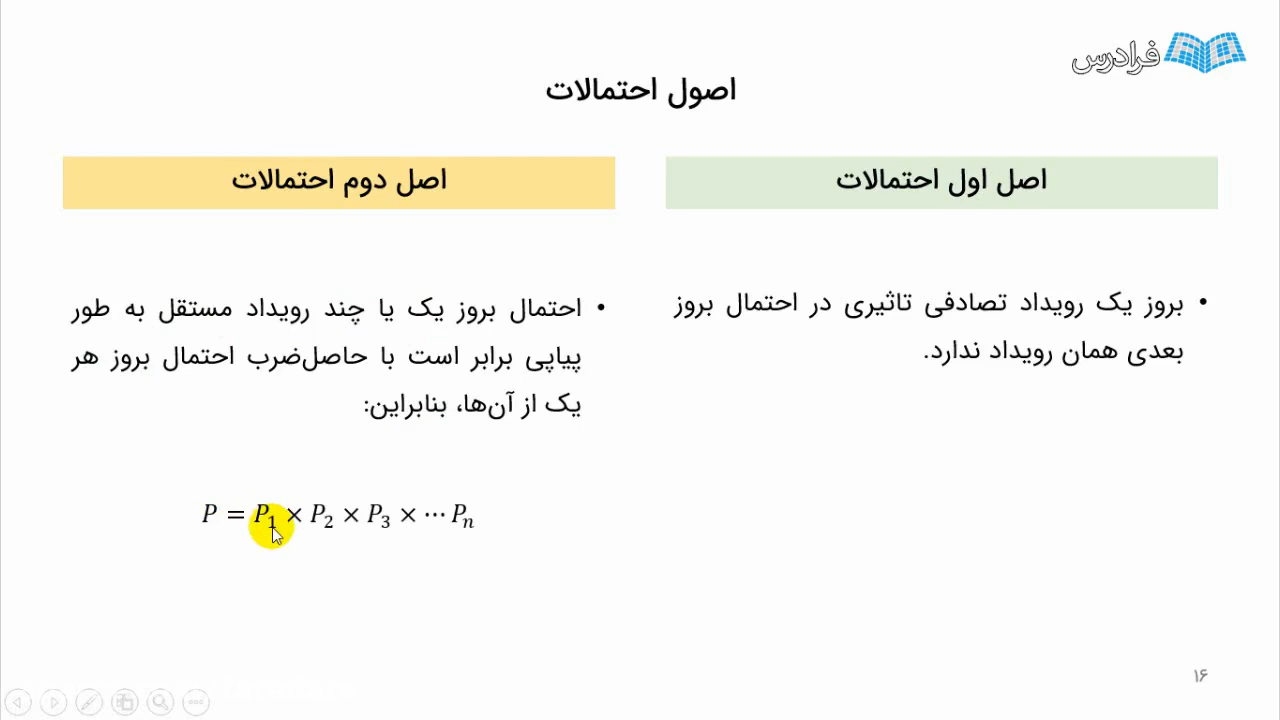 فرادرس
اصول احتمالات
اصل اول احتمالات
بروز یک رویداد تصادفی تاثیری در احتمال بروز
بعدی همان رویداد ندارد.
اصل دوم احتمالات
احتمال بروز یک یا چند رویداد مستقل به طور
پیاپی برابر است با حاصل‌ضرب احتمال بروز هر
یک از آن‌ها، بنابراین:
P = P₁ × P₂ × P₃ × ⋯ Pₙ
۱۶